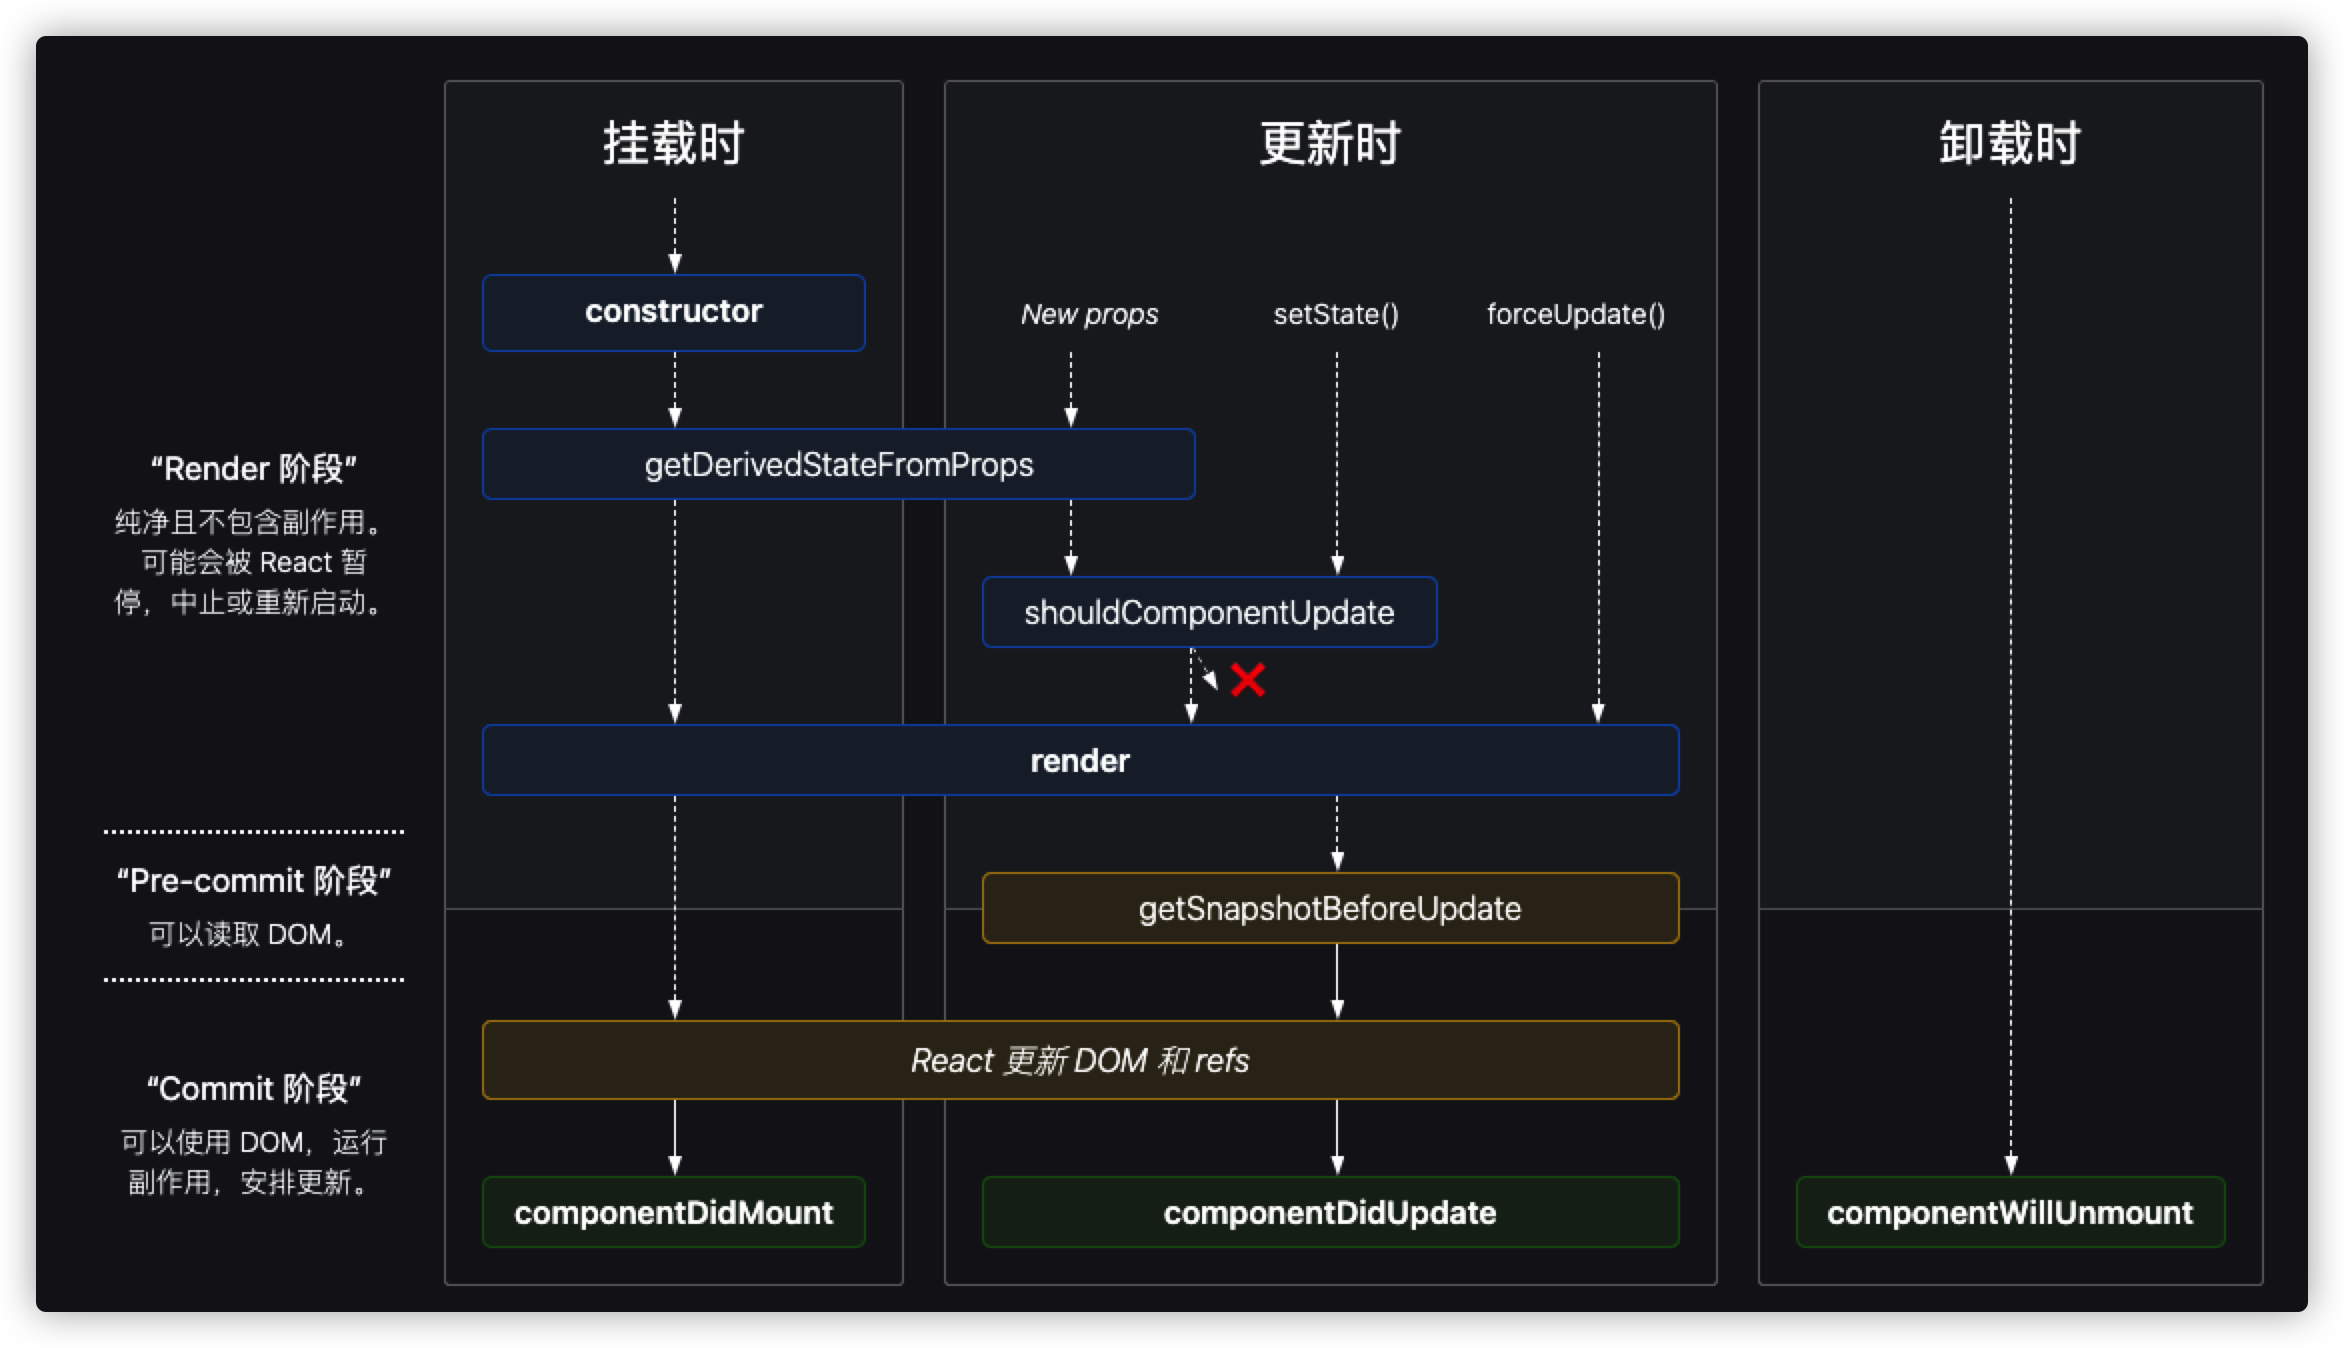 挂载时
更新时
卸载时
constructor
New props
setState()
forceUpdate()
getDerivedStateFromProps
“Render 阶段”
纯净且不包含副作用。
可能会被 React 暂
停，中止或重新启动。
shouldComponentUpdate
render
“Pre-commit 阶段”
可以读取 DOM。
getSnapshotBeforeUpdate
React 更新 DOM 和 refs
“Commit 阶段”
可以使用 DOM，运行
副作用，安排更新。
componentDidMount
componentDidUpdate
componentWillUnmount